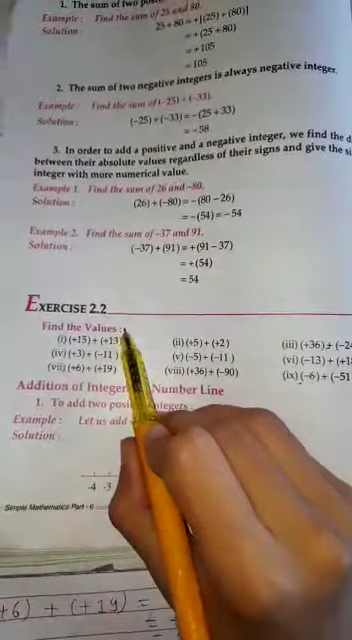 1. The sum of two
Example : Find the sum of 25 and 80.
Solution : 25 + 80 = +[(25) + (80)]
= + (25 + 80)
= +105
= 105
2. The sum of two negative integers is always negative integer.
Example : Find the sum of (−25) + (−33).
Solution : (−25) + (−33) = − (25 + 33)
= −58
3. In order to add a positive and a negative integer, we find the
between their absolute values regardless of their signs and give the
integer with more numerical value.
Example 1. Find the sum of 26 and −80.
Solution : (26) + (−80) = −(80 − 26)
= −(54) = −54
Example 2. Find the sum of −37 and 91.
Solution : (−37) + (91) = +(91 − 37)
= +(54)
= 54
EXERCISE 2.2
Find the Values :
(i) (+15) + (+13 (ii) (+5) + (+2) (iii) (+36) +
(iv) (+3) + (−11) (v) (−5) + (−11) (vi) (−13) +
(vii) (+6) + (+19) (viii) (+36) + (−90) (ix) (−6) + (−51
Addition of Integer Number Line
1. To add two integers :
Example : Let us add
Solution :
-4 -3
Simple Mathematics Part - 6
+6) + (+19) =
=